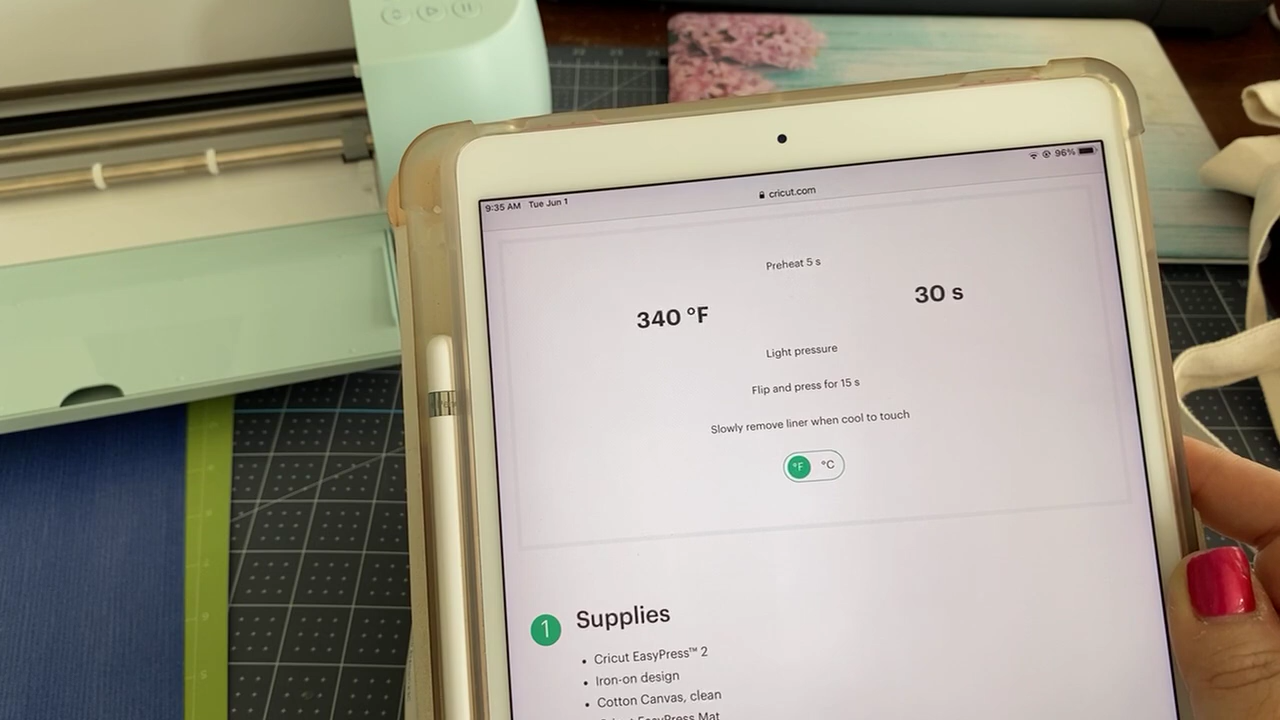 9:35 AM Tue Jun 1
cricut.com
96%
Preheat 5 s
340 °F
30 s
Light pressure
Flip and press for 15 s
Slowly remove liner when cool to touch
°F °C
1 Supplies
• Cricut EasyPress™ 2
• Iron-on design
• Cotton Canvas, clean
EasyPress Mat